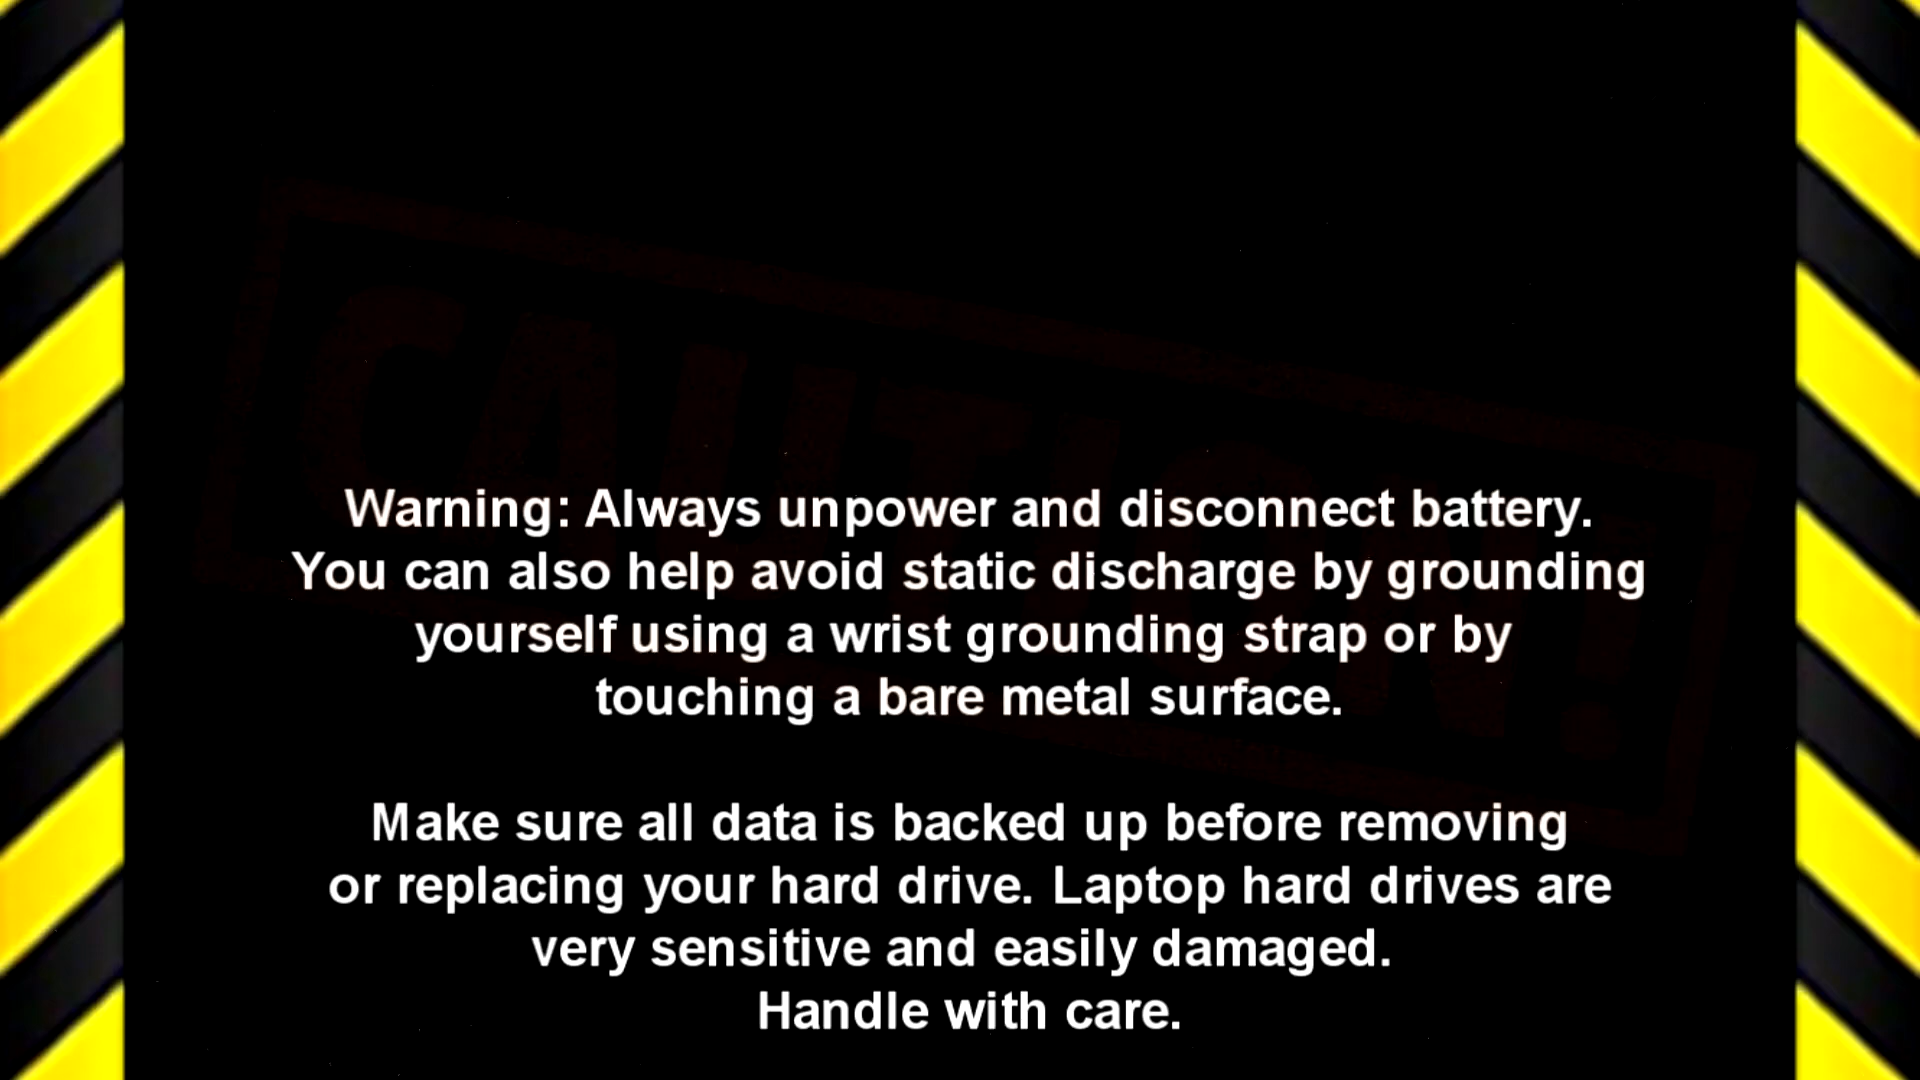 CAUTION!
Warning: Always unpower and disconnect battery.
You can also help avoid static discharge by grounding
yourself using a wrist grounding strap or by
touching a bare metal surface.
Make sure all data is backed up before removing
or replacing your hard drive. Laptop hard drives are
very sensitive and easily damaged.
Handle with care.